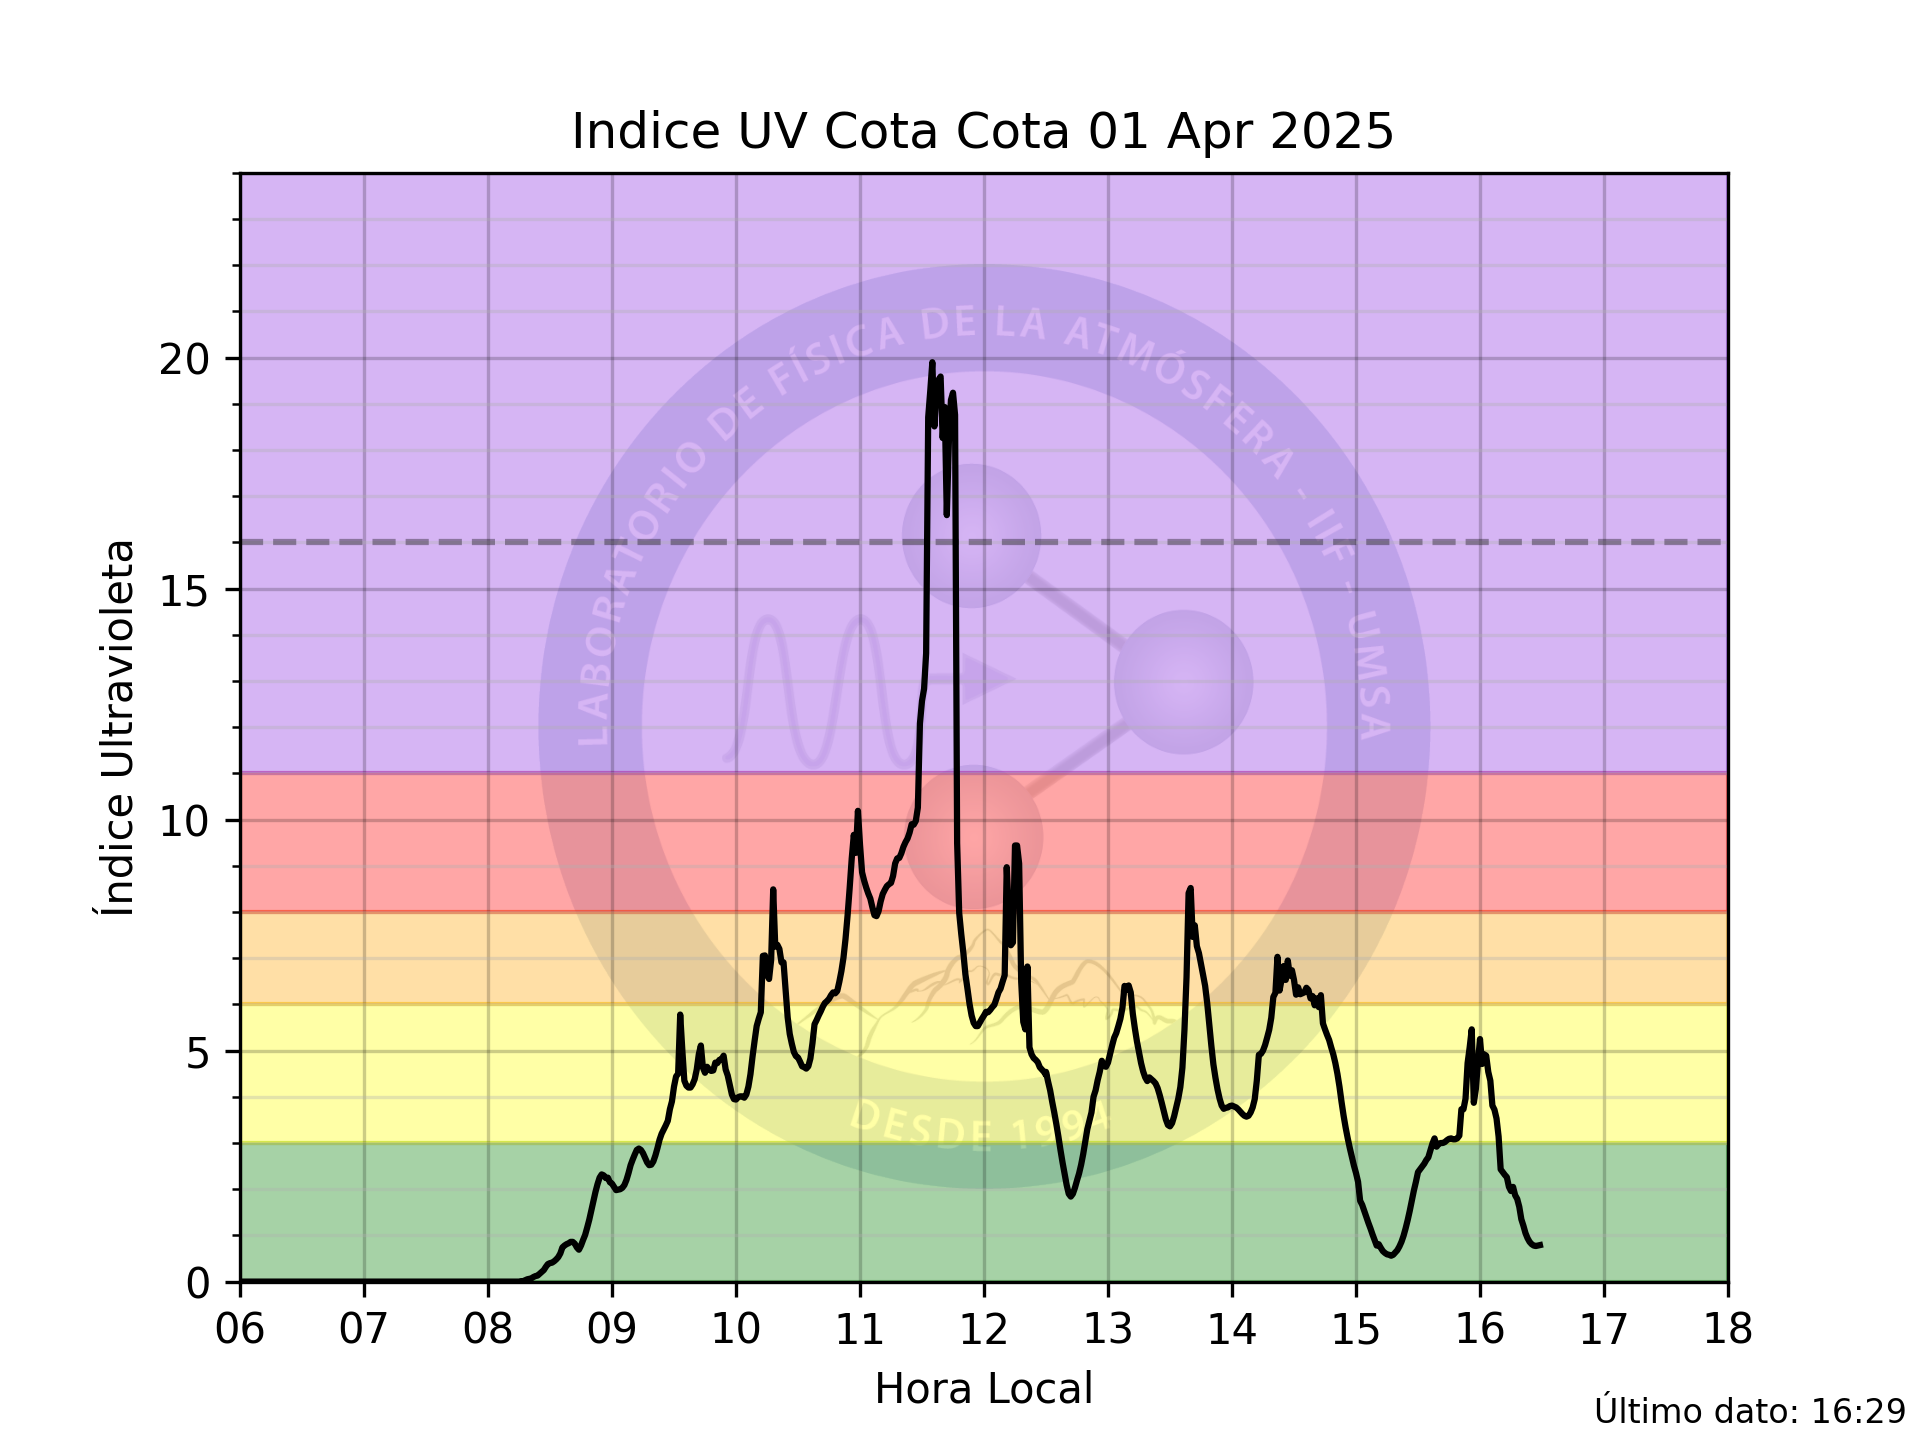 Indice UV Cota Cota 01 Apr 2025
LABORATORIO DE FÍSICA DE LA ATMÓSFERA - IIF - UMSA
DESDE 1994
Índice Ultravioleta
20
15
10
5
0
06 07 08 09 10 11 12 13 14 15 16 17 18
Hora Local
Último dato: 16:29